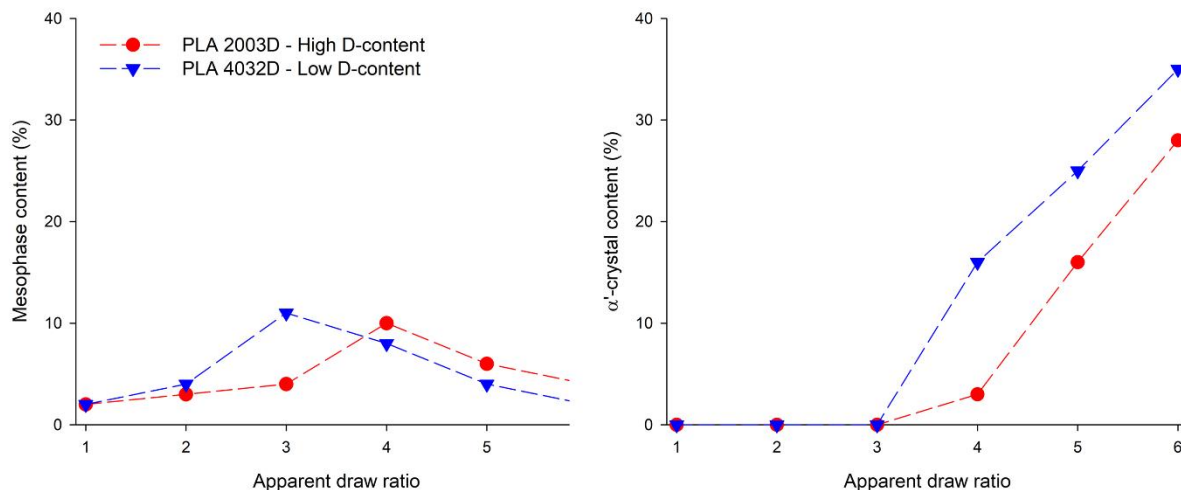 40
30
20
10
0
Mesophase content (%)
PLA 2003D - High D-content
PLA 4032D - Low D-content
1 2 3 4 5
Apparent draw ratio
40
30
20
10
0
α'-crystal content (%)
1 2 3 4 5 6
Apparent draw ratio